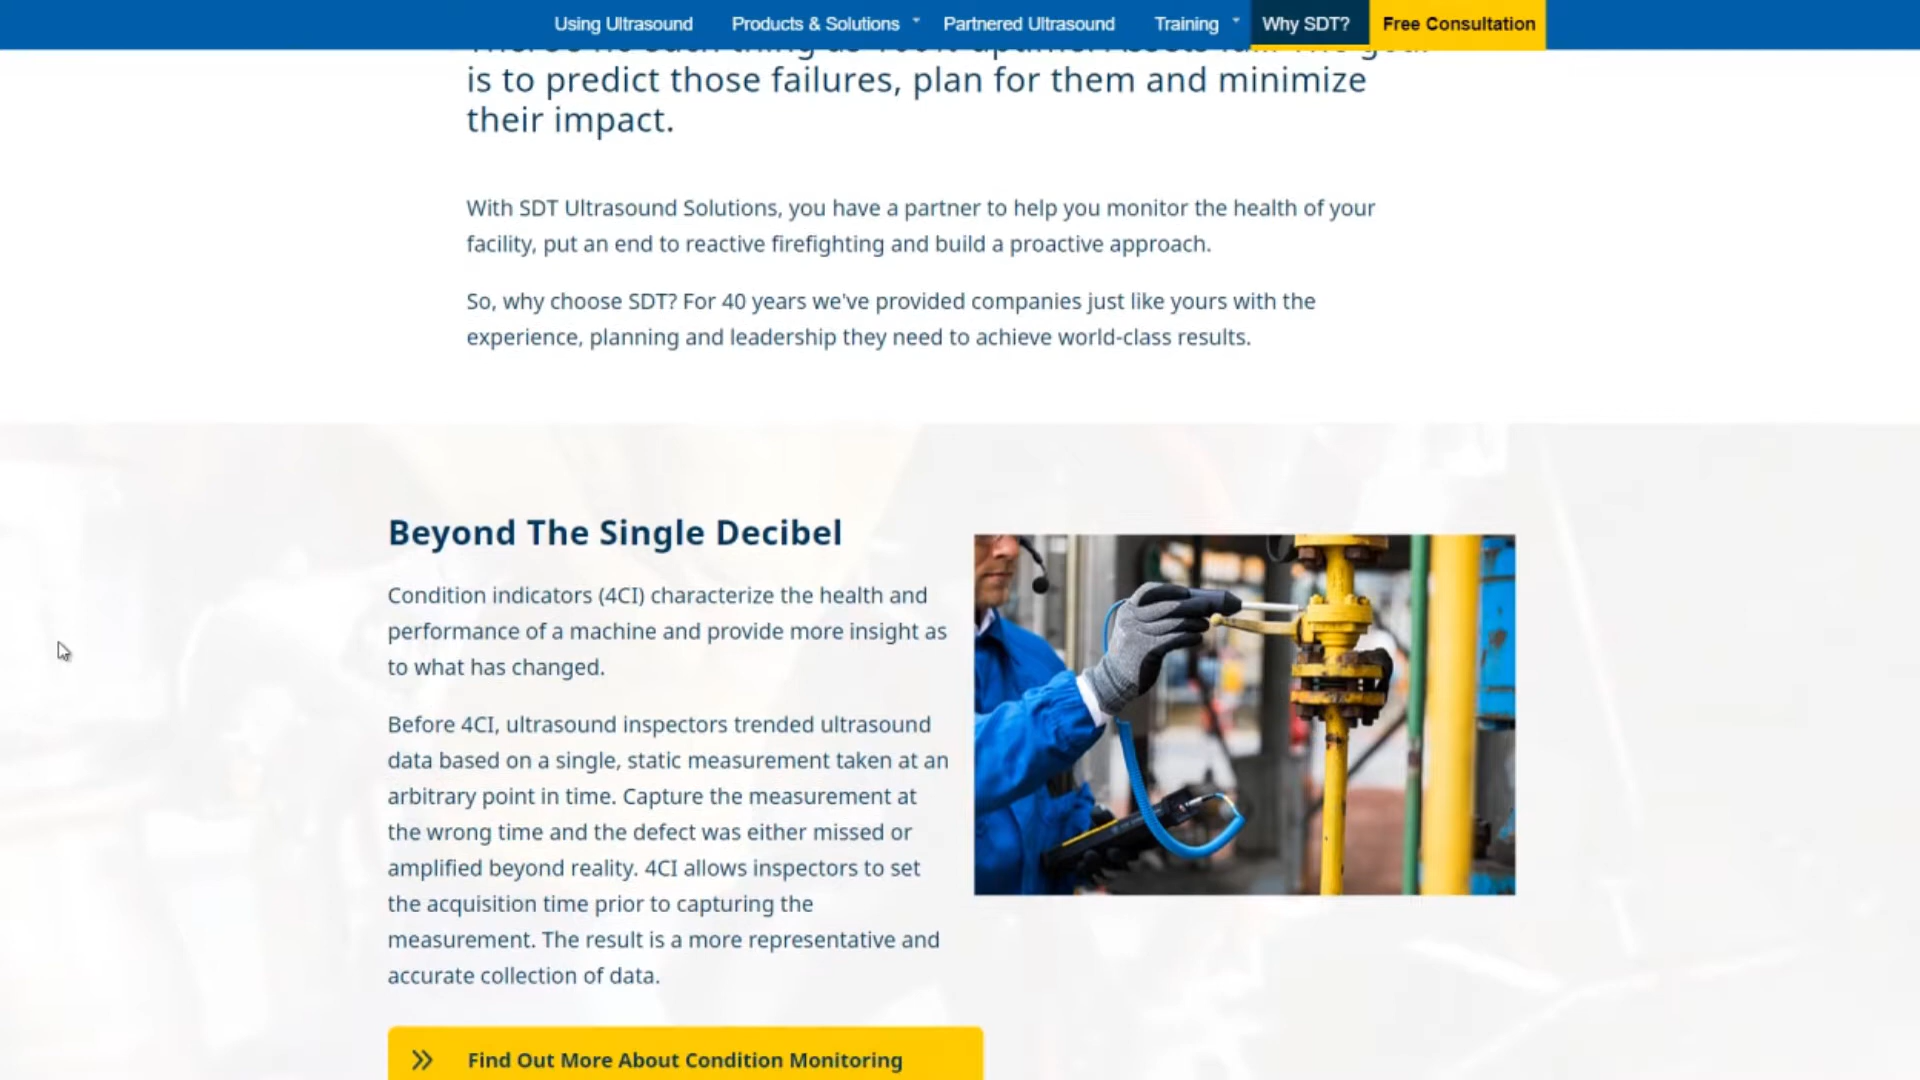 Using Ultrasound
Products & Solutions
Partnered Ultrasound
Training
Why SDT?
Free Consultation
is to predict those failures, plan for them and minimize
their impact.
With SDT Ultrasound Solutions, you have a partner to help you monitor the health of your
facility, put an end to reactive firefighting and build a proactive approach.
So, why choose SDT? For 40 years we've provided companies just like yours with the
experience, planning and leadership they need to achieve world-class results.
Beyond The Single Decibel
Condition indicators (4CI) characterize the health and
performance of a machine and provide more insight as
to what has changed.
Before 4CI, ultrasound inspectors trended ultrasound
data based on a single, static measurement taken at an
arbitrary point in time. Capture the measurement at
the wrong time and the defect was either missed or
amplified beyond reality. 4CI allows inspectors to set
the acquisition time prior to capturing the
measurement. The result is a more representative and
accurate collection of data.
Find Out More About Condition Monitoring